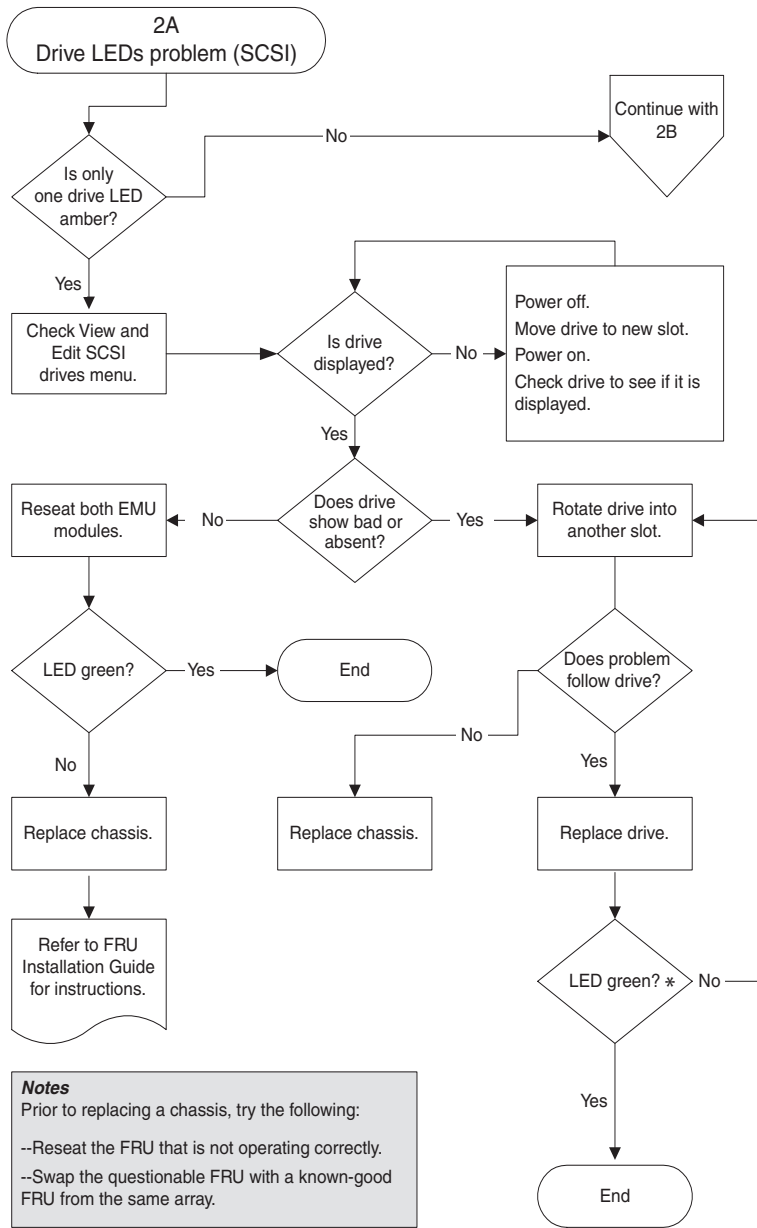 2A
Drive LEDs problem (SCSI)
Continue with
2B
No
Is only
one drive LED
amber?
Yes
Check View and
Edit SCSI
drives menu.
Is drive
displayed?
No
Power off.
Move drive to new slot.
Power on.
Check drive to see if it is
displayed.
Yes
Reseat both EMU
modules.
No
Does drive
show bad or
absent?
Yes
Rotate drive into
another slot.
LED green?
Yes
End
Does problem
follow drive?
No
No
Yes
Replace chassis.
Replace chassis.
Replace drive.
Refer to FRU
Installation Guide
for instructions.
LED green? *
No
Notes
Prior to replacing a chassis, try the following:
--Reseat the FRU that is not operating correctly.
--Swap the questionable FRU with a known-good
FRU from the same array.
Yes
End